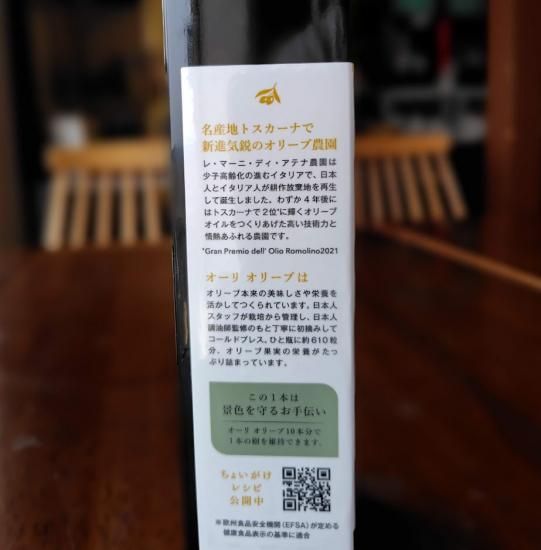 名産地トスカーナで
新進気鋭のオリーブ農園
レ・マーニ・ディ・アテナ農園は
少子高齢化の進むイタリアで、日本
人とイタリア人が耕作放棄地を再生
して誕生しました。わずか4年後に
はトスカーナで2位*に輝くオリーブ
オイルをつくりあげた高い技術力と
情熱あふれる農園です。
*Gran Premio dell' Olio Romolino2021
オーリ オリーブは
オリーブ本来の美味しさや栄養を
活かしてつくられています。日本人
スタッフが栽培から管理し、日本人
調油師監修のもと丁寧に初摘みして
コールドプレス。ひと瓶に約610粒
分、オリーブ果実の栄養がたっ
ぷり詰まっています。
この1本は
景色を守るお手伝い
オーリ オリーブ10本分で
1本の樹を維持できます。
ちょいがけ
レシピ
公開中
※欧州食品安全機関(EFSA)が定める
健康食品表示の基準に適合